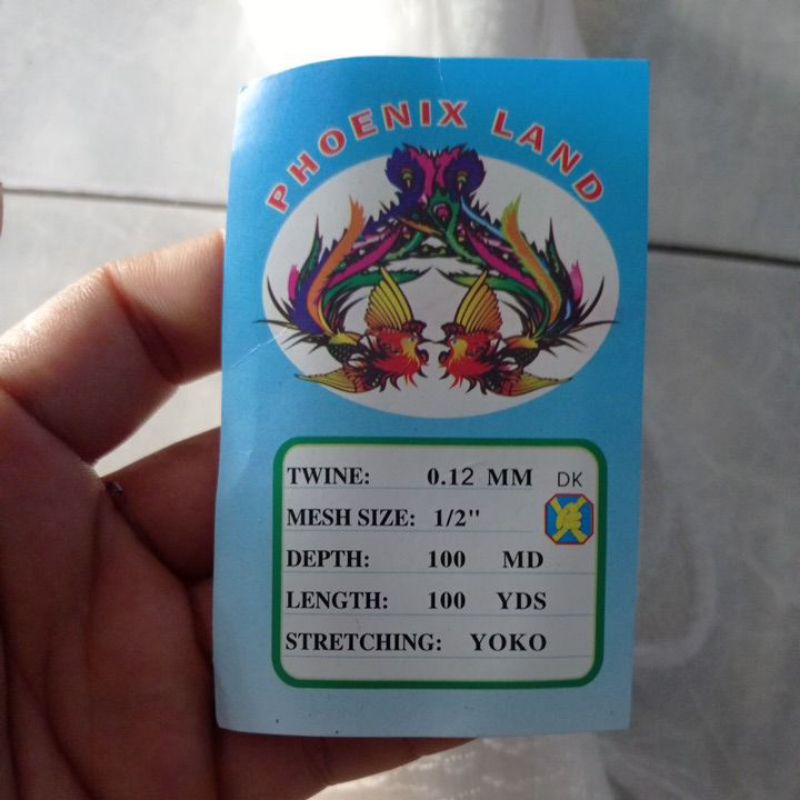 PHOENIX LAND
TWINE: 0.12 MM DK
MESH SIZE: 1/2"
DEPTH: 100 MD
LENGTH: 100 YDS
STRETCHING: YOKO